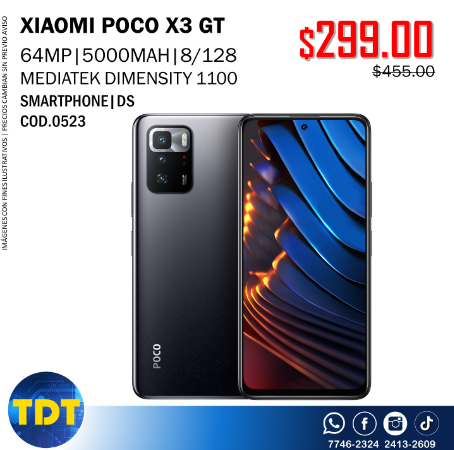 XIAOMI POCO X3 GT
64MP|5000MAH|8/128
MEDIATEK DIMENSITY 1100
SMARTPHONE|DS
COD.0523
$299.00
$455.00
IMÁGENES CON FINES ILUSTRATIVOS | PRECIOS CAMBIAN SIN PREVIO AVISO
POCO
TDT
7746-2324 2413-2609